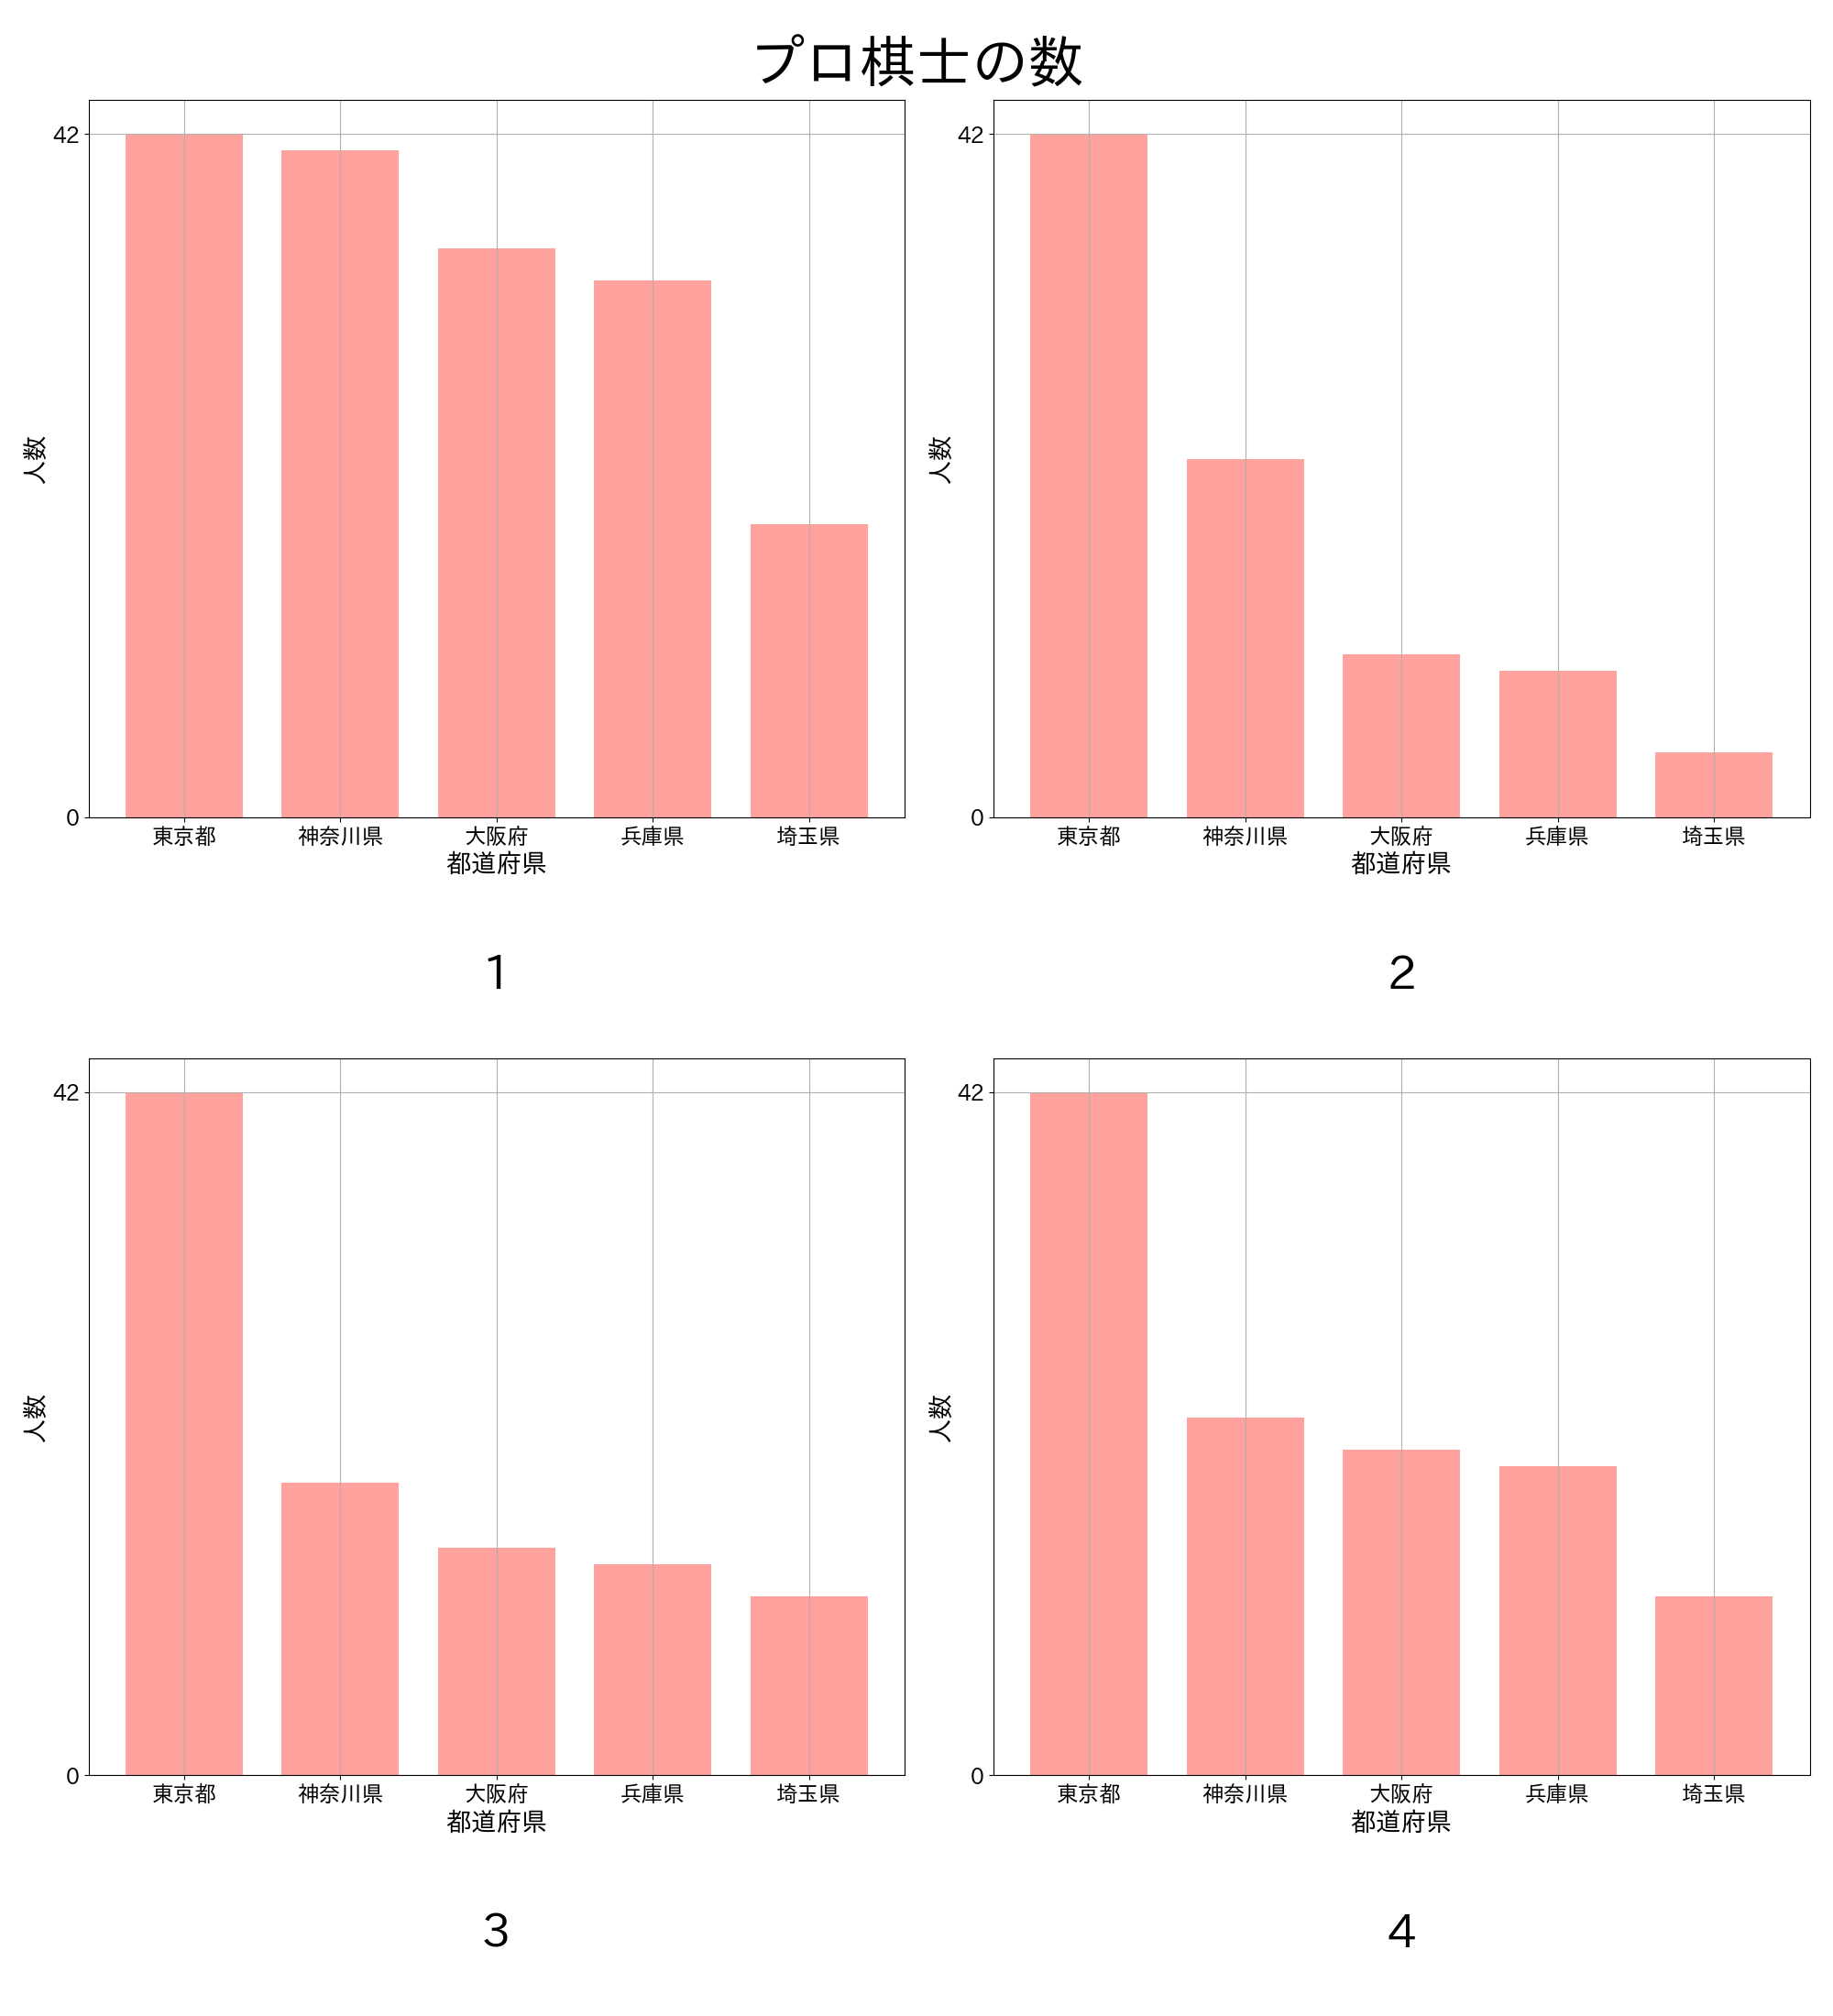 プロ棋士の数
42
0
人数
東京都 神奈川県 大阪府 兵庫県 埼玉県
都道府県
1
42
0
人数
東京都 神奈川県 大阪府 兵庫県 埼玉県
都道府県
2
42
0
人数
東京都 神奈川県 大阪府 兵庫県 埼玉県
都道府県
3
42
0
人数
東京都 神奈川県 大阪府 兵庫県 埼玉県
都道府県
4